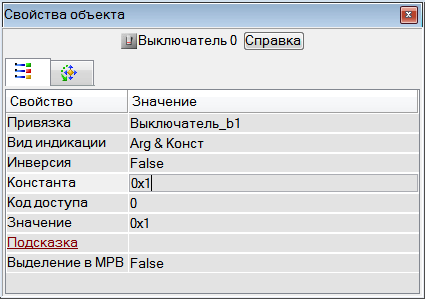 Свойства объекта
Выключатель 0 Справка
Свойство Значение
Привязка Выключатель_b1
Вид индикации Arg & Конст
Инверсия False
Константа 0x1
Код доступа 0
Значение 0x1
Подсказка
Выделение в МРВ False